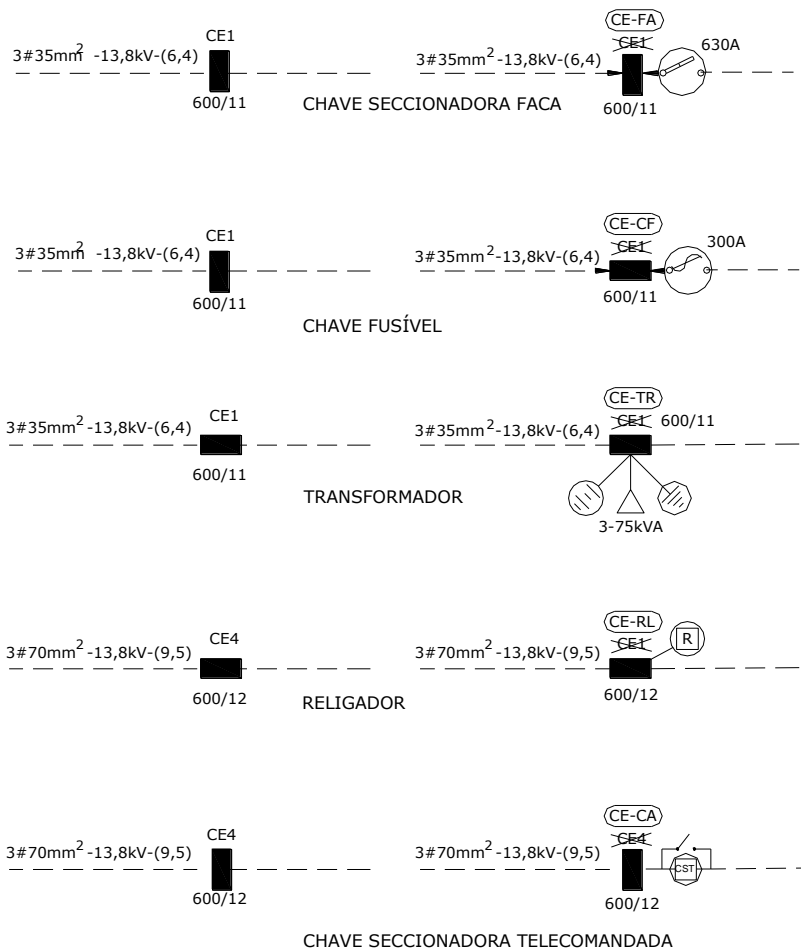 CE1
3#35mm2 -13,8kV-(6,4)
600/11
CE-FA
CE1
630A
3#35mm2-13,8kV-(6,4)
600/11
CHAVE SECCIONADORA FACA
CE1
3#35mm2 -13,8kV-(6,4)
600/11
CE-CF
CE1
300A
3#35mm2-13,8kV-(6,4)
600/11
CHAVE FUSÍVEL
CE1
3#35mm2-13,8kV-(6,4)
600/11
CE-TR
CE1 600/11
3#35mm2-13,8kV-(6,4)
3-75kVA
TRANSFORMADOR
CE4
3#70mm2-13,8kV-(9,5)
600/12
CE-RL
CE1
R
3#70mm2-13,8kV-(9,5)
600/12
RELIGADOR
CE4
3#70mm2-13,8kV-(9,5)
600/12
CE-CA
CE4
3#70mm2-13,8kV-(9,5)
CST
600/12
CHAVE SECCIONADORA TELECOMANDADA